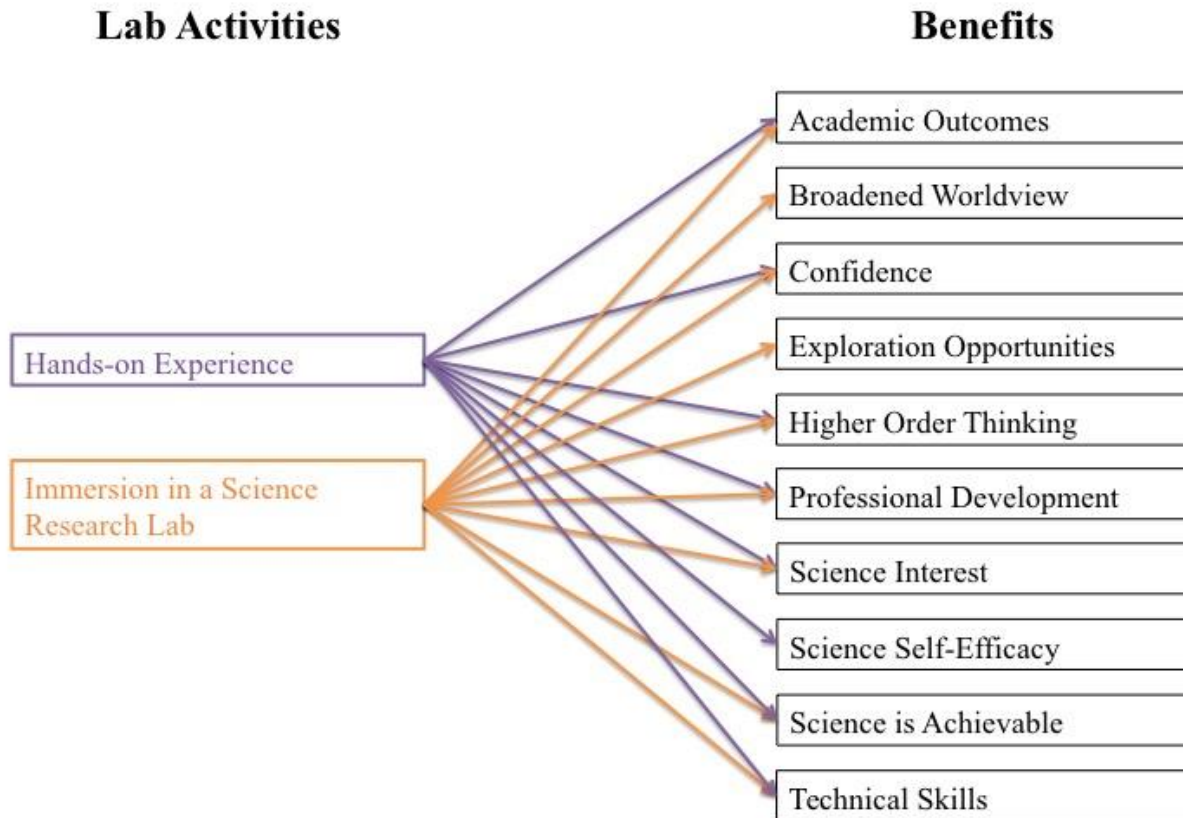 Lab Activities
Benefits
Academic Outcomes
Broadened Worldview
Confidence
Hands-on Experience
Exploration Opportunities
Higher Order Thinking
Immersion in a Science
Research Lab
Professional Development
Science Interest
Science Self-Efficacy
Science is Achievable
Technical Skills